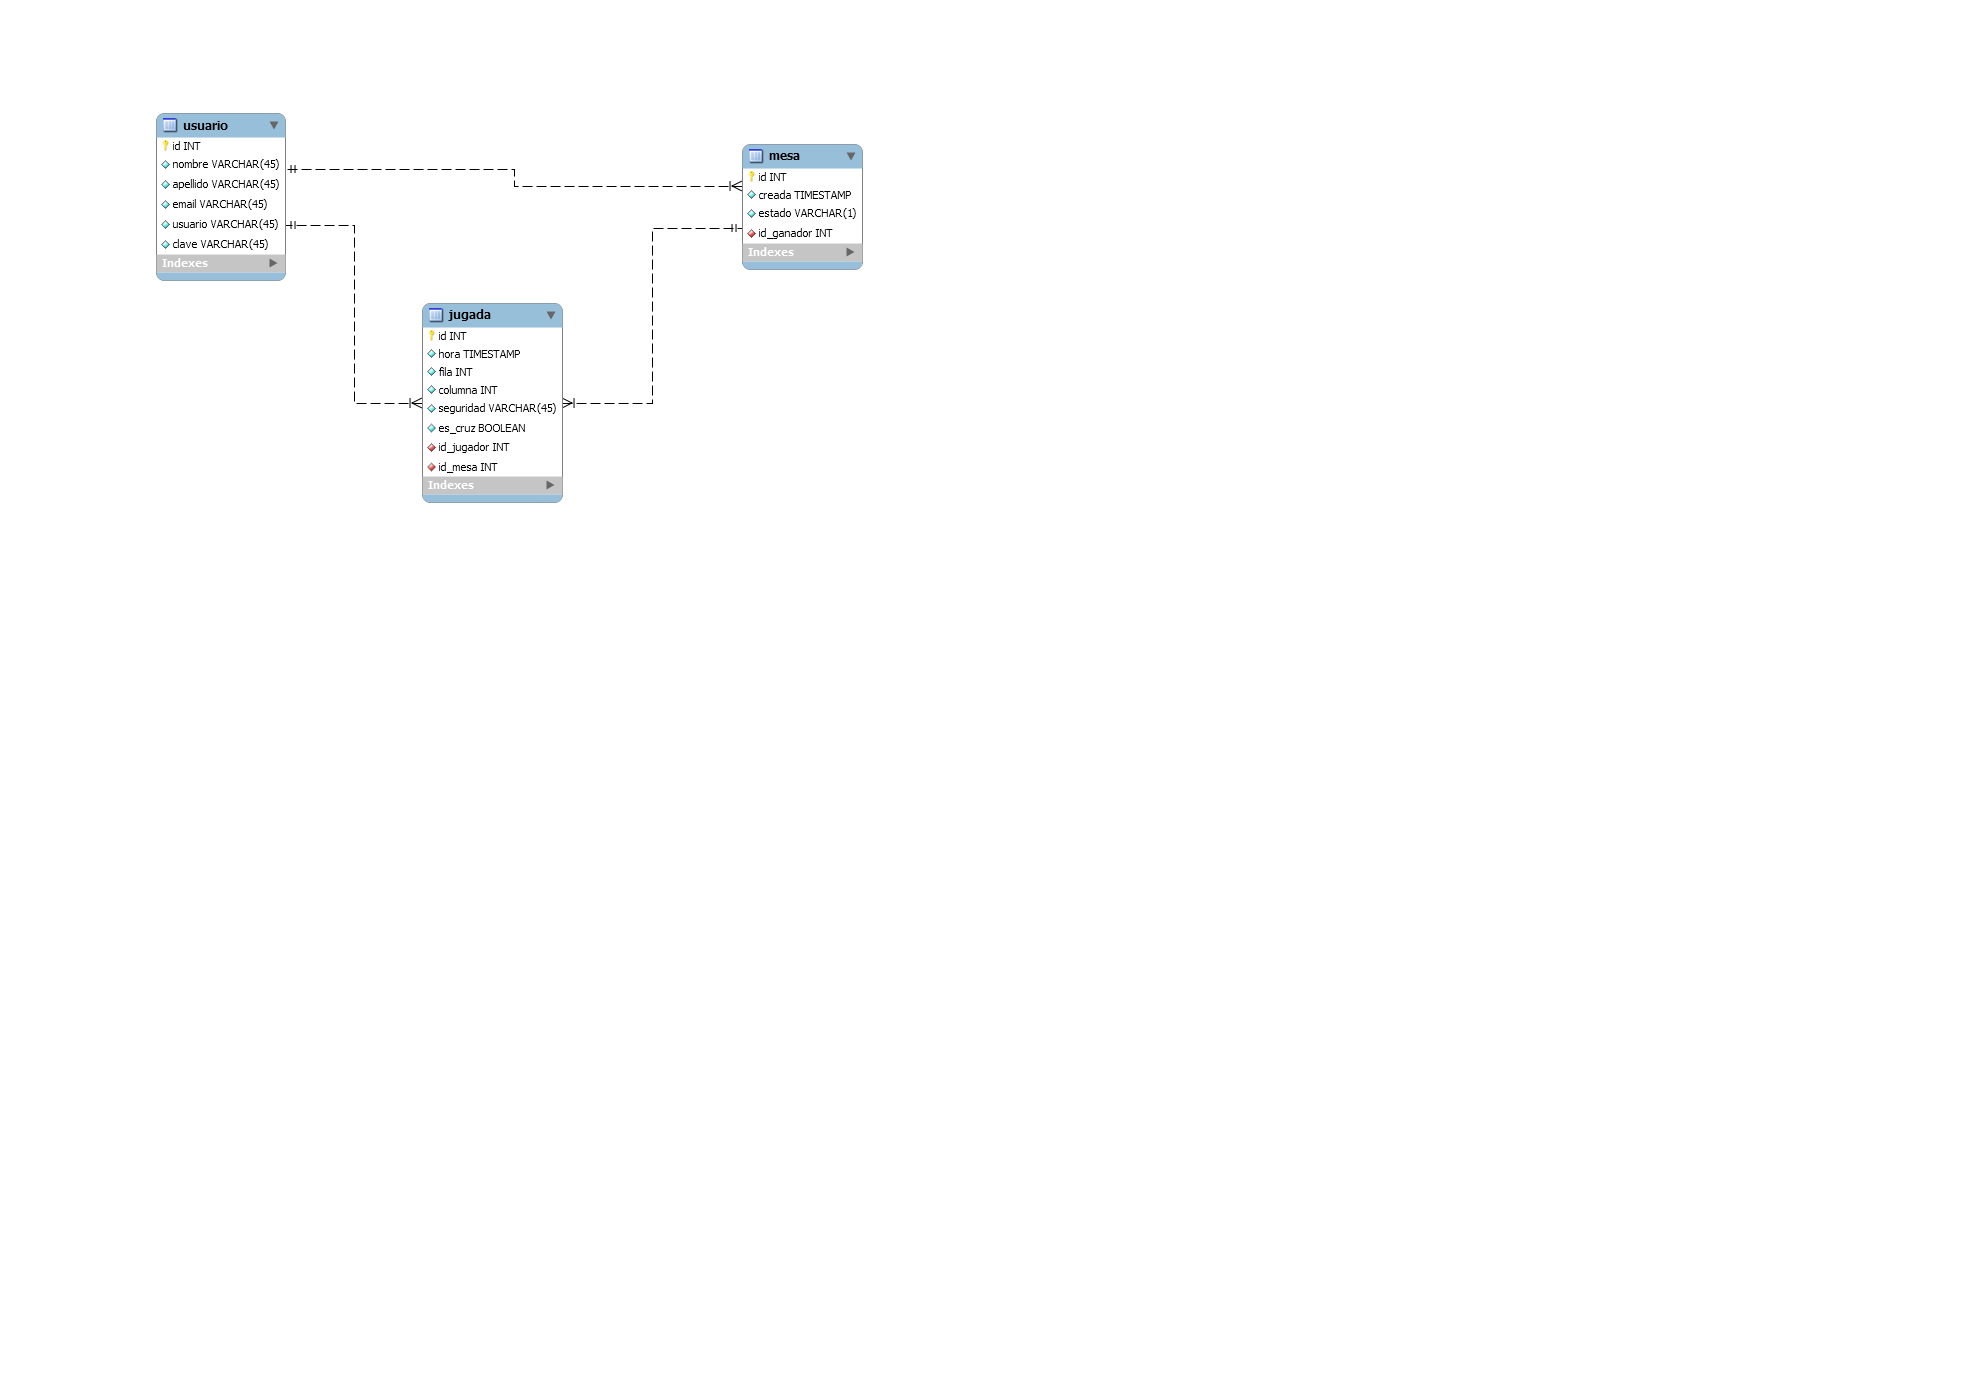 usuario
id INT
nombre VARCHAR(45)
apellido VARCHAR(45)
email VARCHAR(45)
usuario VARCHAR(45)
clave VARCHAR(45)
Indexes
mesa
id INT
creada TIMESTAMP
estado VARCHAR(1)
id_ganador INT
Indexes
jugada
id INT
hora TIMESTAMP
fila INT
columna INT
seguridad VARCHAR(45)
es_cruz BOOLEAN
id_jugador INT
id_mesa INT
Indexes